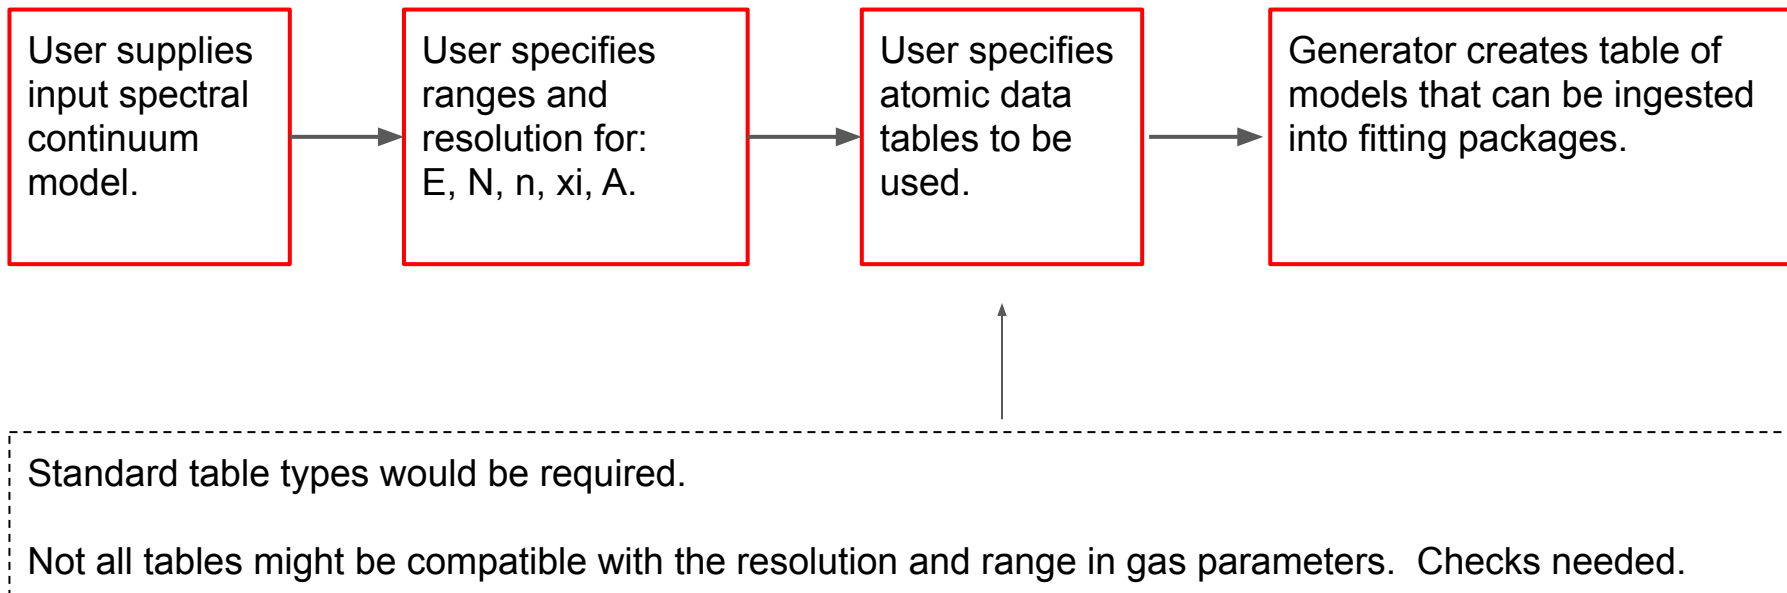 User supplies
input spectral
continuum
model.
User specifies
ranges and
resolution for:
E, N, n, xi, A.
User specifies
atomic data
tables to be
used.
Generator creates table of
models that can be ingested
into fitting packages.
Standard table types would be required.
Not all tables might be compatible with the resolution and range in gas parameters.  Checks needed.